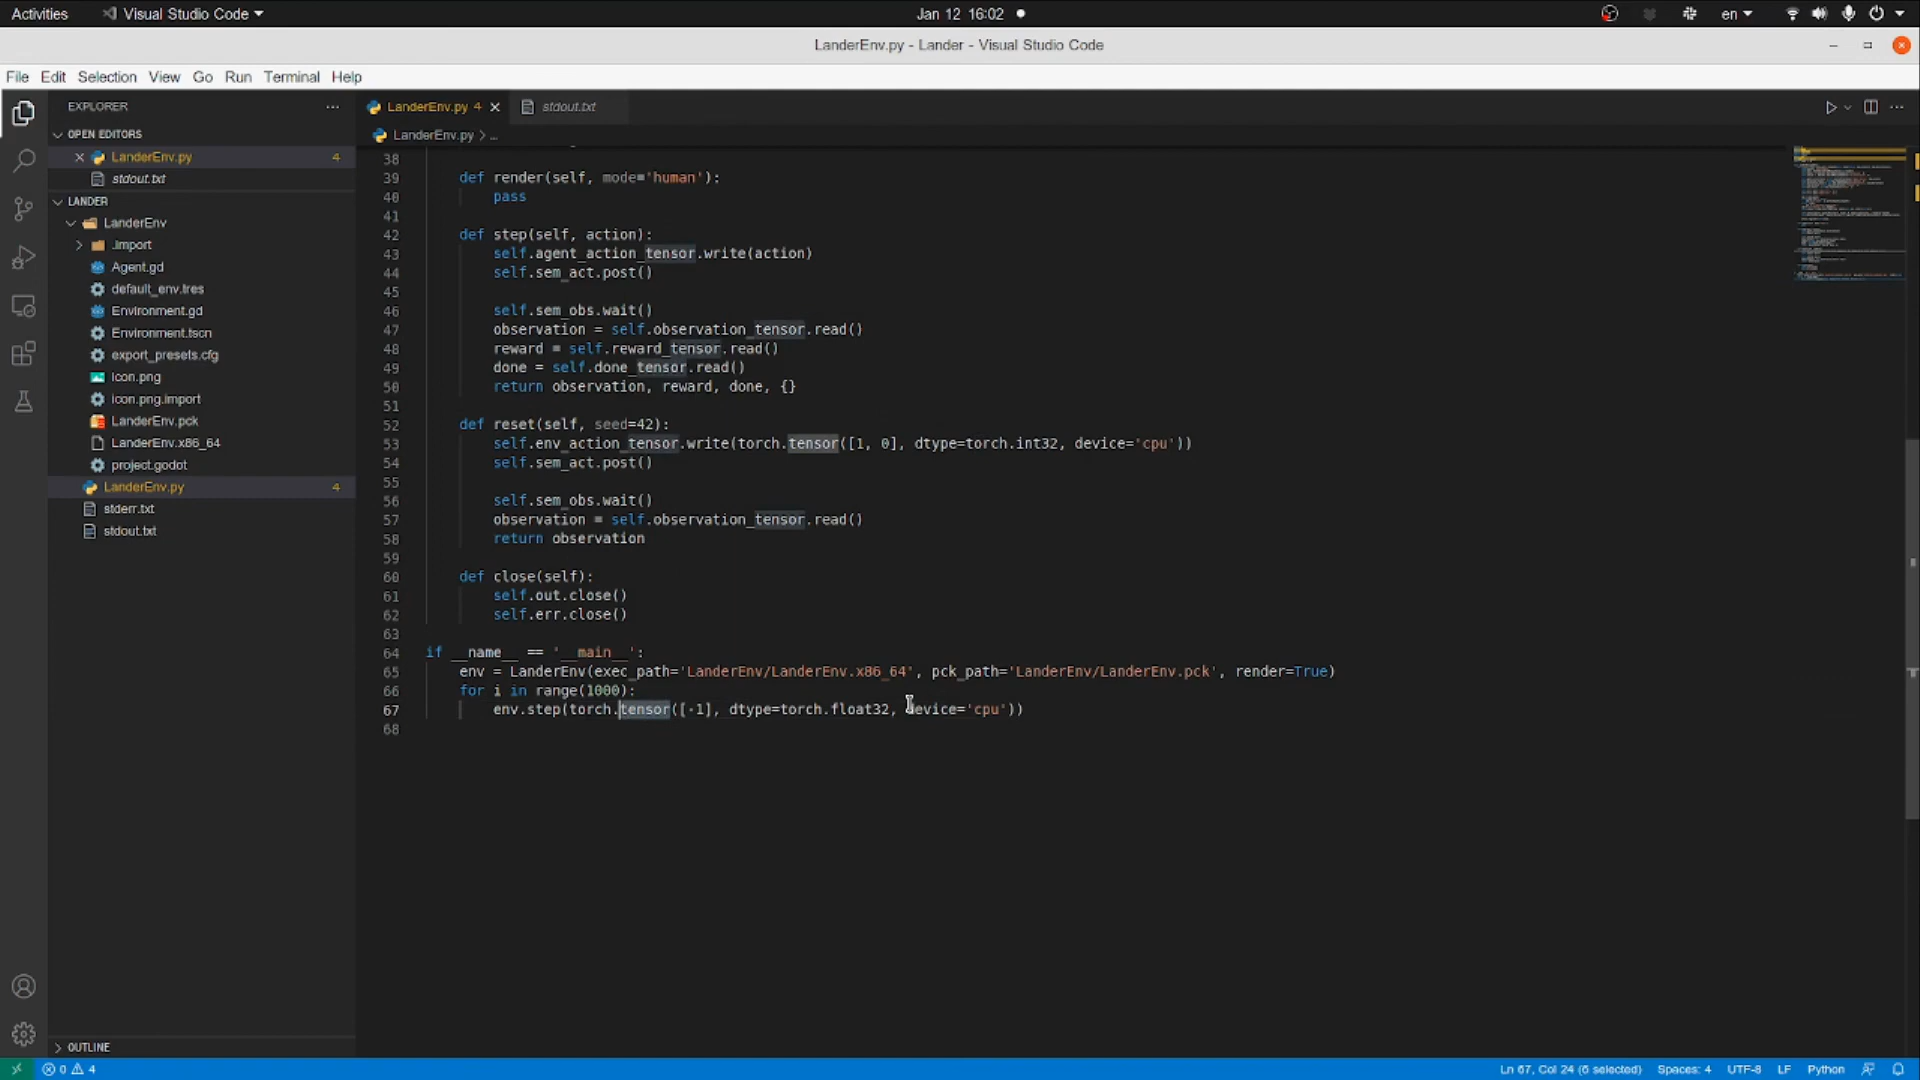 Activities Visual Studio Code Jan 12 16:02 en
LanderEnv.py - Lander - Visual Studio Code
File Edit Selection View Go Run Terminal Help
EXPLORER
OPEN EDITORS
LanderEnv.py 4
stdout.txt
LANDER
LanderEnv
.import
Agent.gd
default_env.tres
Environment.gd
Environment.tscn
export_presets.cfg
icon.png
icon.png.import
LanderEnv.pck
LanderEnv.x86_64
project.godot
LanderEnv.py 4
stderr.txt
stdout.txt
OUTLINE
LanderEnv.py 4 stdout.txt
LanderEnv.py > ...
38
39 def render(self, mode='human'):
40 pass
41
42 def step(self, action):
43 self.agent_action_tensor.write(action)
44 self.sem_act.post()
45
46 self.sem_obs.wait()
47 observation = self.observation_tensor.read()
48 reward = self.reward_tensor.read()
49 done = self.done_tensor.read()
50 return observation, reward, done, {}
51
52 def reset(self, seed=42):
53 self.env_action_tensor.write(torch.tensor([1, 0], dtype=torch.int32, device='cpu'))
54 self.sem_act.post()
55
56 self.sem_obs.wait()
57 observation = self.observation_tensor.read()
58 return observation
59
60 def close(self):
61 self.out.close()
62 self.err.close()
63
64 if __name__ == '__main__':
65 env = LanderEnv(exec_path='LanderEnv/LanderEnv.x86_64', pck_path='LanderEnv/LanderEnv.pck', render=True)
66 for i in range(1000):
67 env.step(torch.tensor([-1], dtype=torch.float32, device='cpu'))
68
0 4 Ln 67, Col 24 (6 selected) Spaces: 4 UTF-8 LF Python